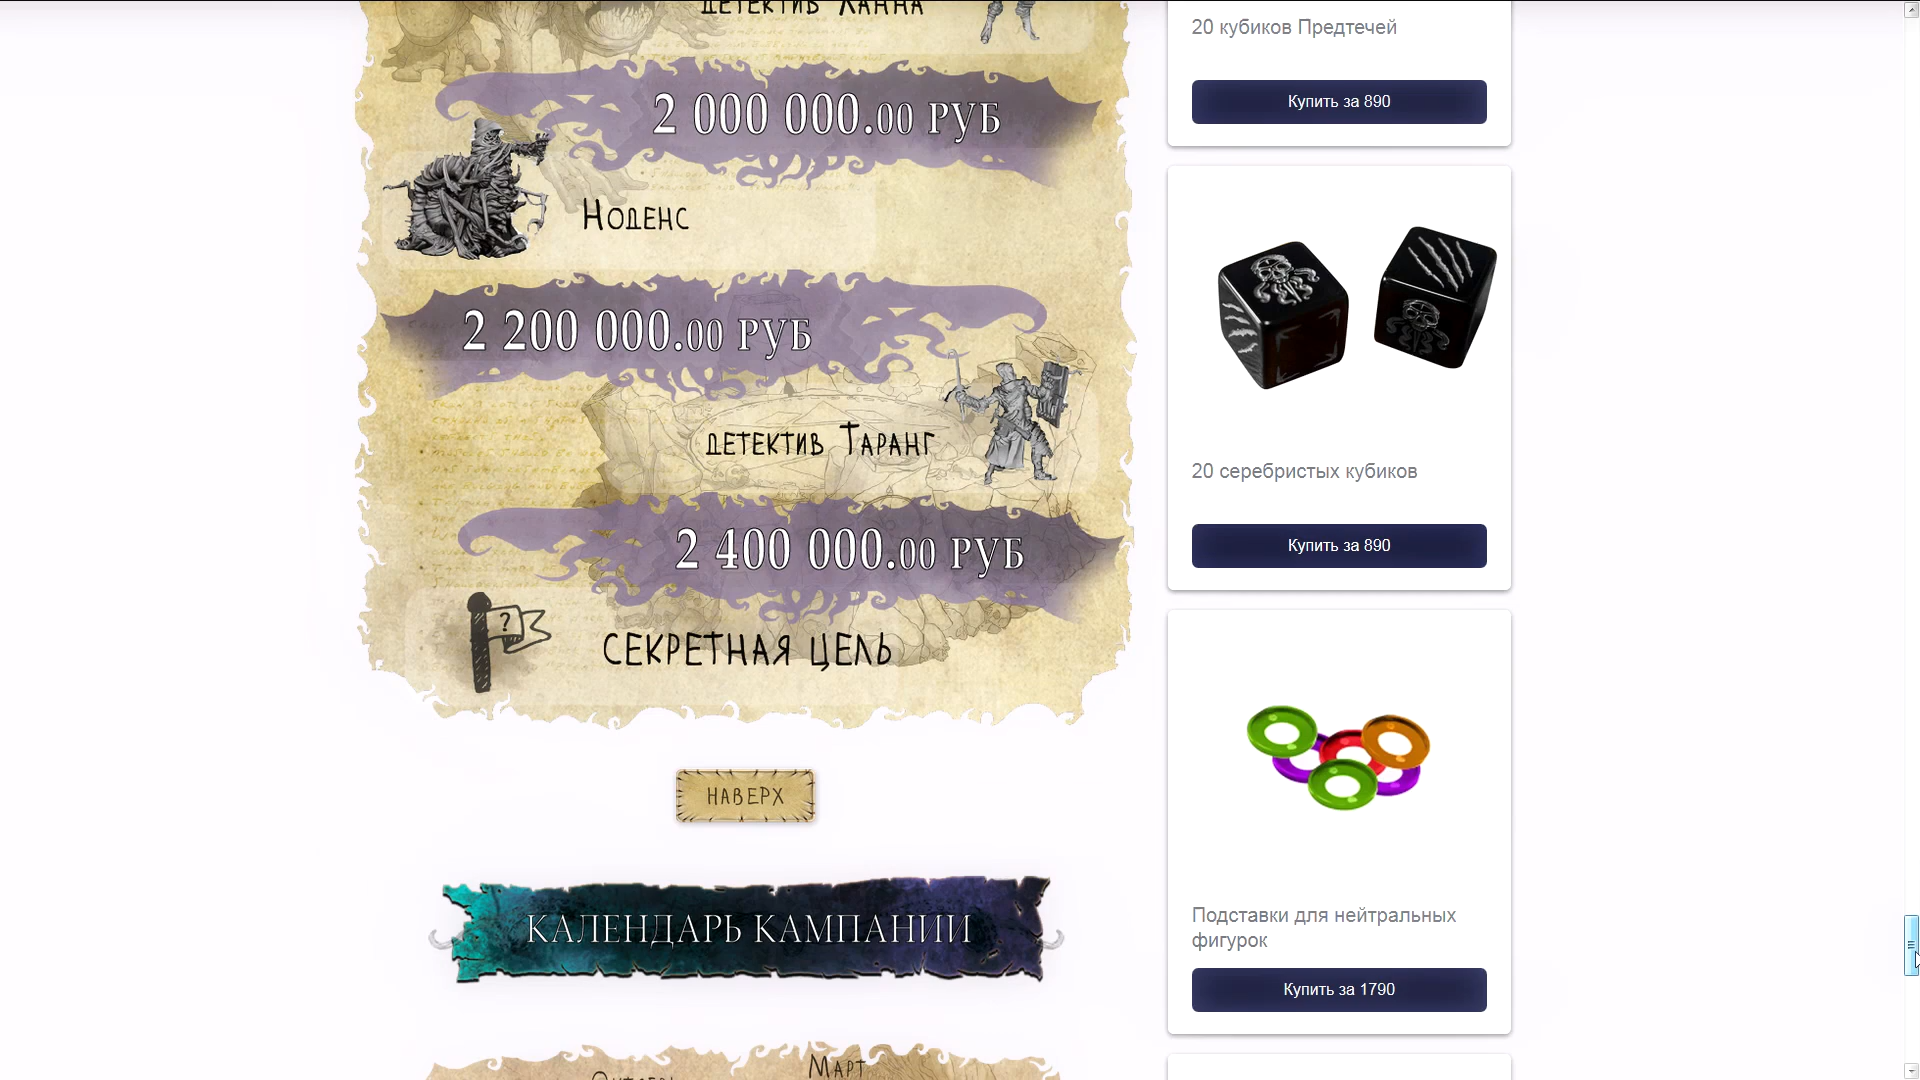 детектив Ханна
2 000 000.00 РУБ
Ноденс
2 200 000.00 РУБ
детектив Таранг
2 400 000.00 РУБ
?
СЕКРЕТНАЯ ЦЕЛЬ
НАВЕРХ
КАЛЕНДАРЬ КАМПАНИИ
Март
20 кубиков Предтечей
Купить за 890
20 серебристых кубиков
Купить за 890
Подставки для нейтральных
фигурок
Купить за 1790